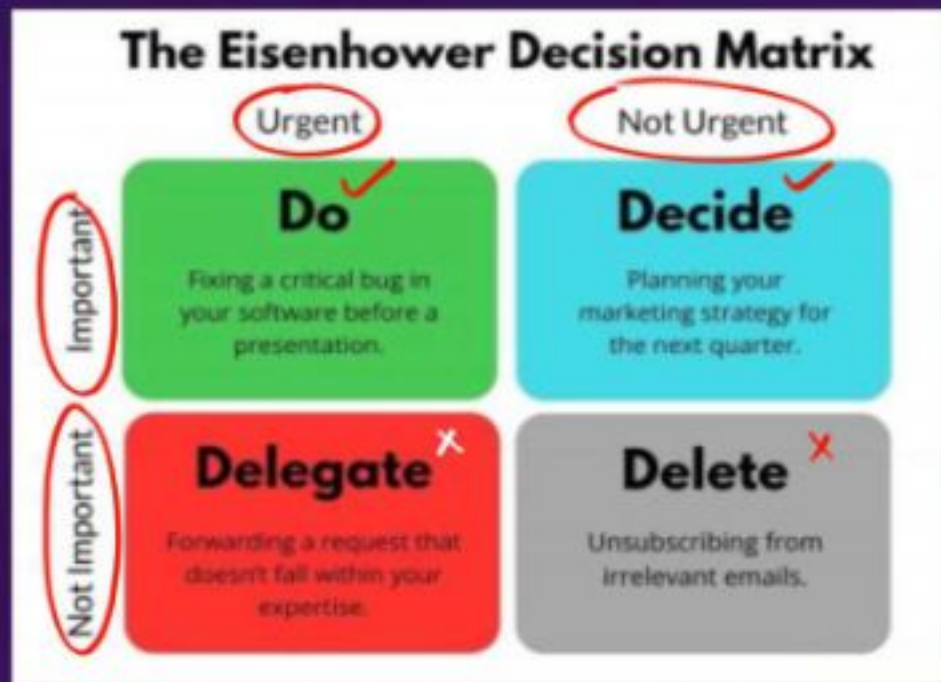 The Eisenhower Decision Matrix
Urgent
Not Urgent
Important
Do
Fixing a critical bug in
your software before a
presentation.
Decide
Planning your
marketing strategy for
the next quarter.
Not Important
Delegate
Forwarding a request that
doesn't fall within your
expertise.
Delete
Unsubscribing from
irrelevant emails.